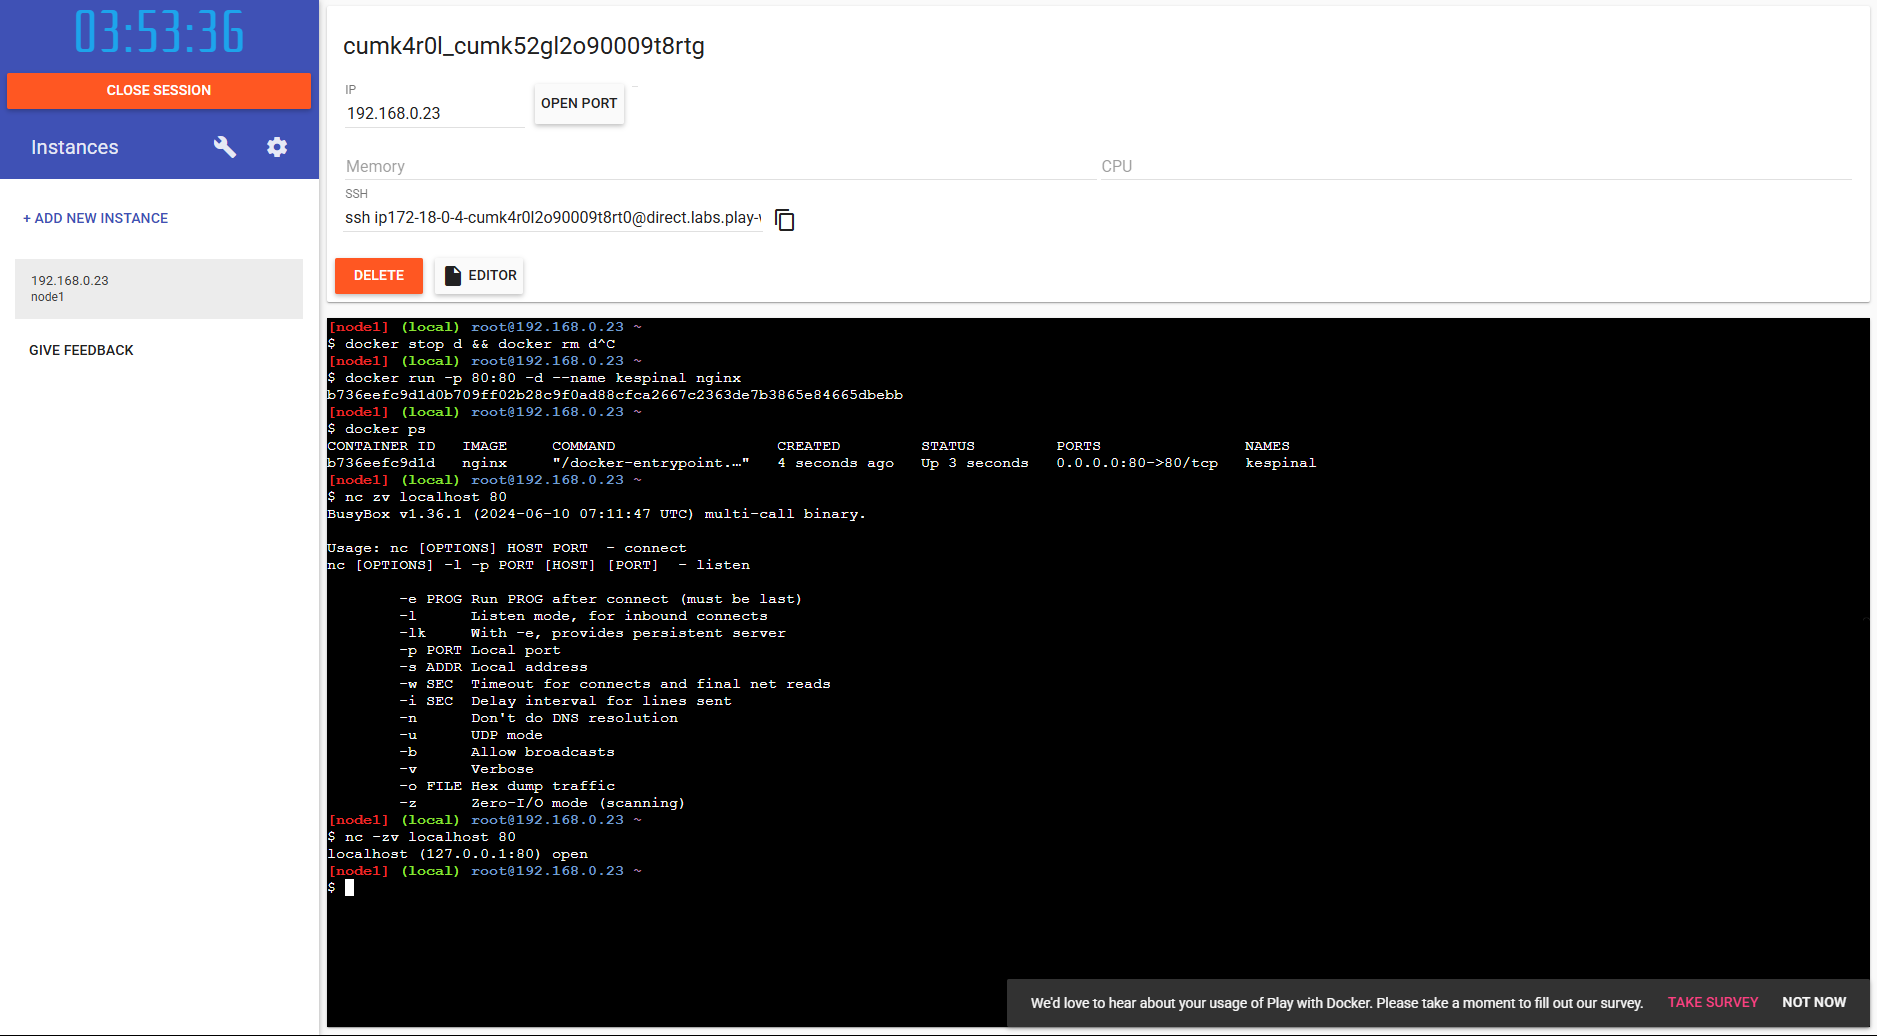 03:53:36
CLOSE SESSION
Instances
+ ADD NEW INSTANCE
192.168.0.23
node1
GIVE FEEDBACK
cumk4r0l_cumk52gl2o90009t8rtg
IP
192.168.0.23
OPEN PORT
Memory
CPU
SSH
ssh ip172-18-0-4-cumk4r0l2o90009t8rt0@direct.labs.play-
DELETE
EDITOR
[node1] (local) root@192.168.0.23 ~
$ docker stop d && docker rm d^C
[node1] (local) root@192.168.0.23 ~
$ docker run -p 80:80 -d --name kespinal nginx
b736eefc9d1d0b709ff02b28c9f0ad88cfca2667c2363de7b3865e84665dbebb
[node1] (local) root@192.168.0.23 ~
$ docker ps
CONTAINER ID   IMAGE     COMMAND                  CREATED         STATUS         PORTS                NAMES
b736eefc9d1d   nginx     "/docker-entrypoint.…"   4 seconds ago   Up 3 seconds   0.0.0.0:80->80/tcp   kespinal
[node1] (local) root@192.168.0.23 ~
$ nc zv localhost 80
BusyBox v1.36.1 (2024-06-10 07:11:47 UTC) multi-call binary.
Usage: nc [OPTIONS] HOST PORT  - connect
nc [OPTIONS] -l -p PORT [HOST] [PORT]  - listen
-e PROG Run PROG after connect (must be last)
-l      Listen mode, for inbound connects
-lk     With -e, provides persistent server
-p PORT Local port
-s ADDR Local address
-w SEC  Timeout for connects and final net reads
-i SEC  Delay interval for lines sent
-n      Don't do DNS resolution
-u      UDP mode
-b      Allow broadcasts
-v      Verbose
-o FILE Hex dump traffic
-z      Zero-I/O mode (scanning)
[node1] (local) root@192.168.0.23 ~
$ nc -zv localhost 80
localhost (127.0.0.1:80) open
[node1] (local) root@192.168.0.23 ~
$
We'd love to hear about your usage of Play with Docker. Please take a moment to fill out our survey.
TAKE SURVEY
NOT NOW